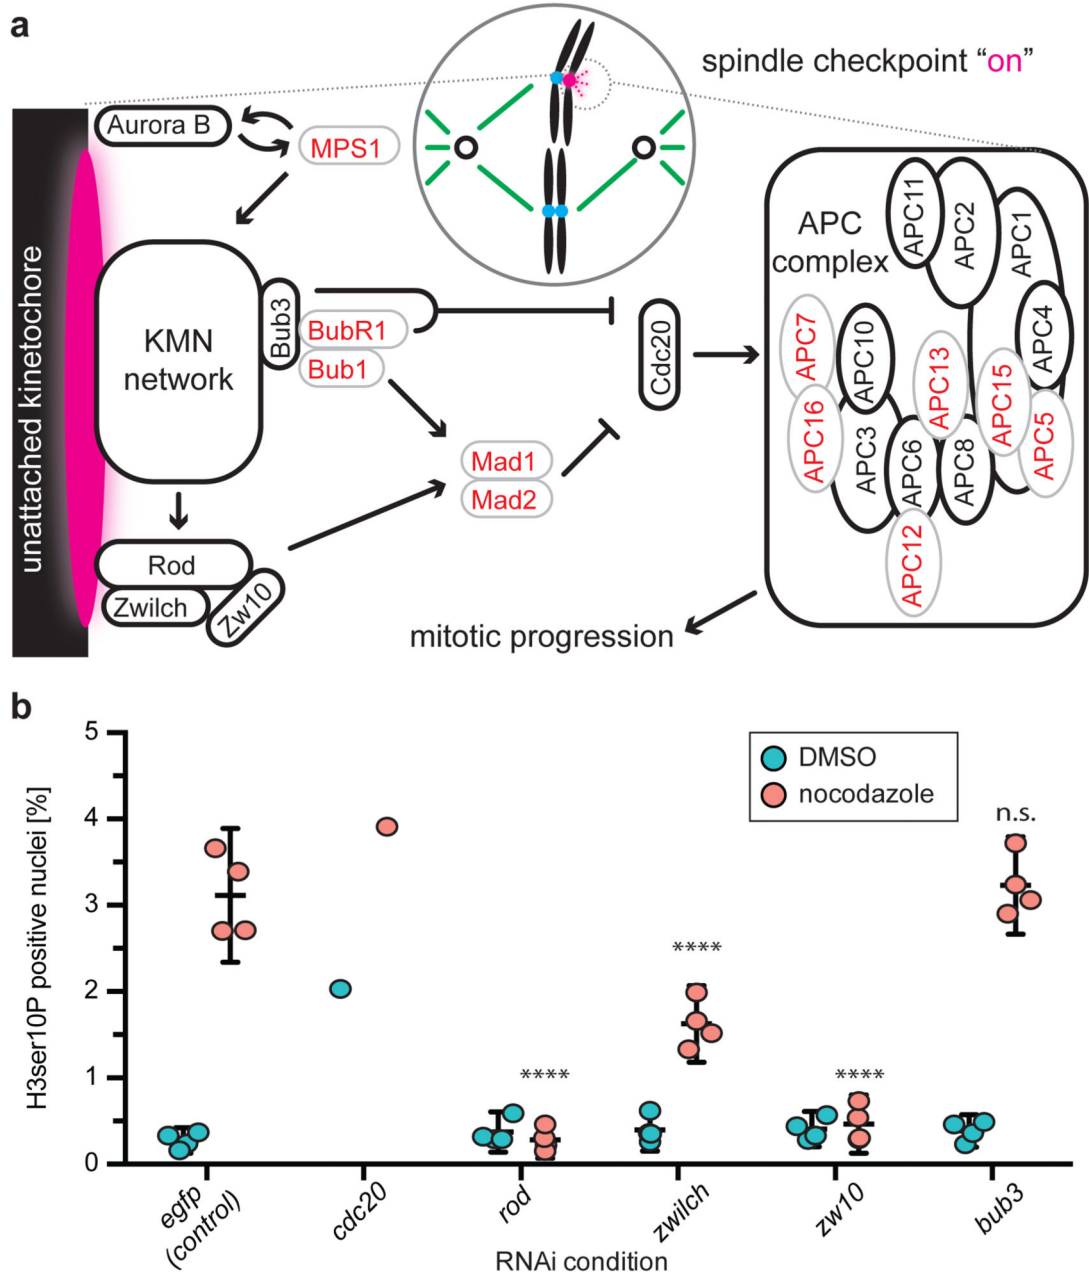 a
spindle checkpoint “on”
Aurora B
MPS1
unattached kinetochore
KMN
network
Bub3
BubR1
Bub1
Mad1
Mad2
Rod
Zwilch
Zw10
Cdc20
APC
complex
APC11
APC2
APC1
APC4
APC7
APC10
APC13
APC15
APC16
APC3
APC6
APC8
APC5
APC12
mitotic progression
b
H3ser10P positive nuclei [%]
5
4
3
2
1
0
DMSO
nocodazole
n.s.
****
****
****
egfp
(control)
cdc20
rod
zwilch
zw10
bub3
RNAi condition